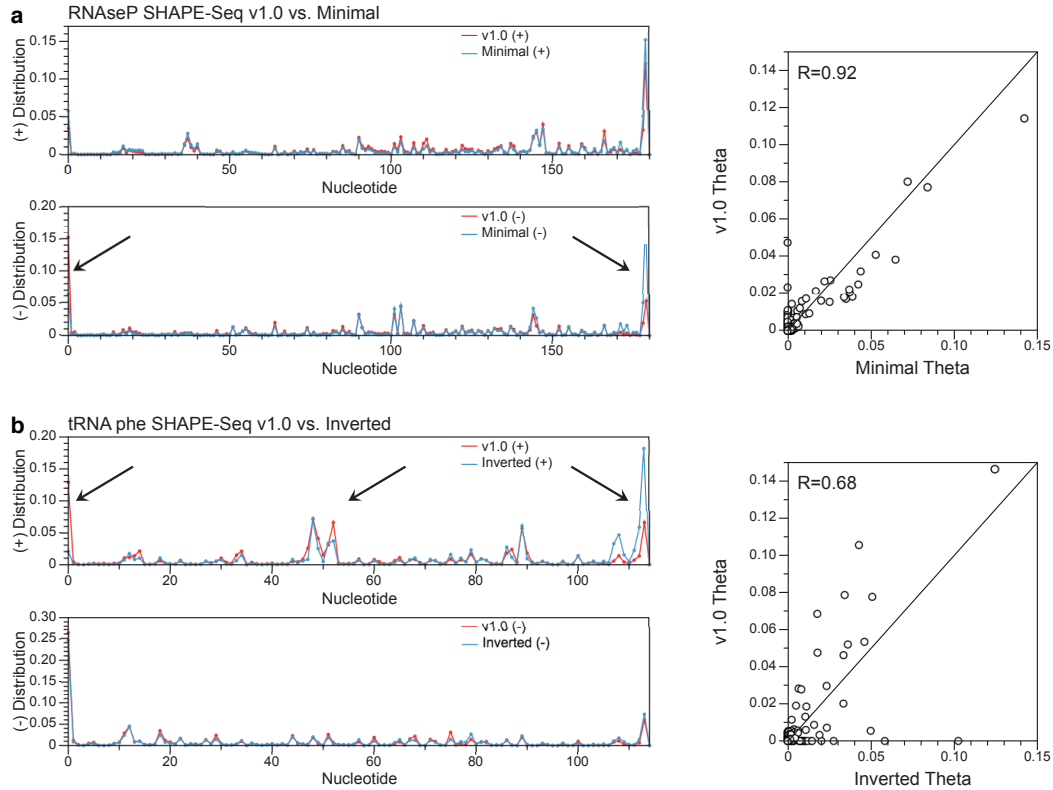 a
RNAseP SHAPE-Seq v1.0 vs. Minimal
(+) Distribution
0.15
0.10
0.05
0
v1.0 (+)
Minimal (+)
0
50
100
150
Nucleotide
(-) Distribution
0.20
0.15
0.10
0.05
0
v1.0 (-)
Minimal (-)
0
50
100
150
Nucleotide
R=0.92
v1.0 Theta
0.14
0.12
0.10
0.08
0.06
0.04
0.02
0
0
0.05
0.10
0.15
Minimal Theta
b
tRNA phe SHAPE-Seq v1.0 vs. Inverted
(+) Distribution
0.20
0.15
0.10
0.05
0
v1.0 (+)
Inverted (+)
0
20
40
60
80
100
Nucleotide
(-) Distribution
0.30
0.25
0.20
0.15
0.10
0.05
0
v1.0 (-)
Inverted (-)
0
20
40
60
80
100
Nucleotide
R=0.68
v1.0 Theta
0.14
0.12
0.10
0.08
0.06
0.04
0.02
0
0
0.05
0.10
0.15
Inverted Theta